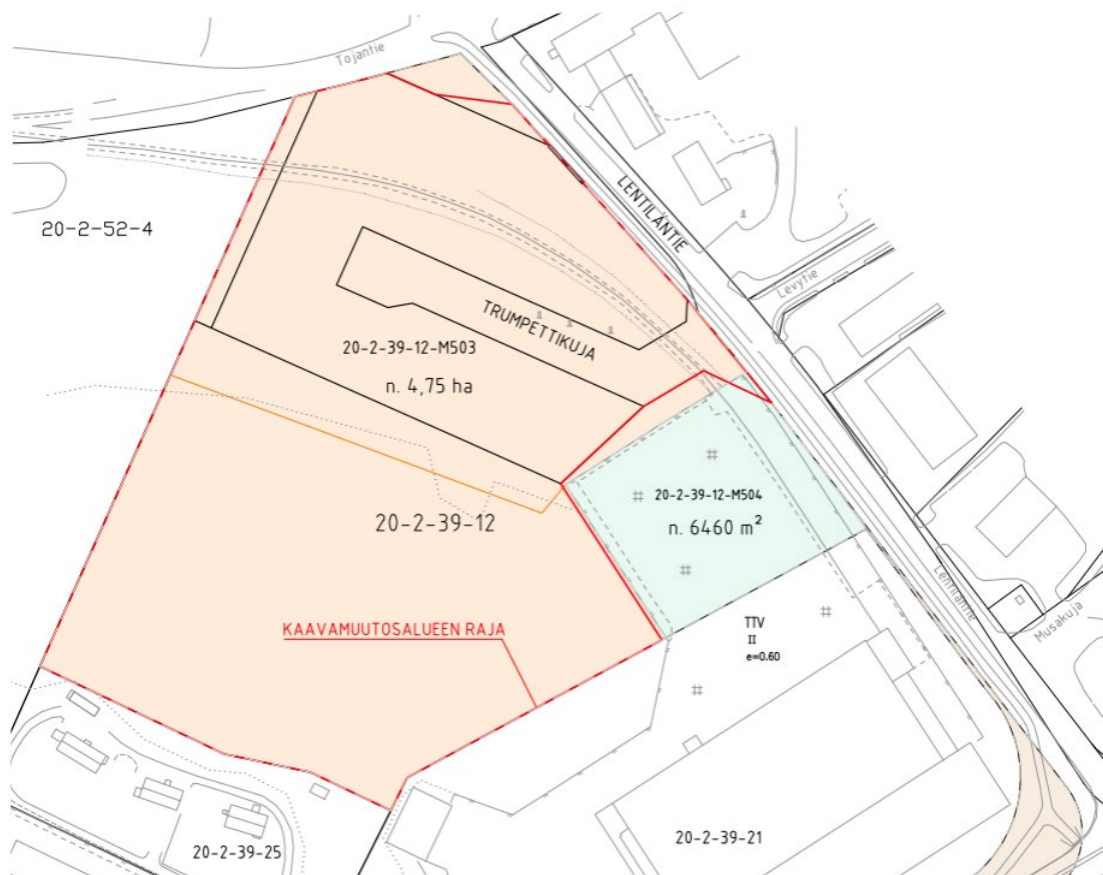 Tojantie
LENTILÄNTIE
20-2-52-4
Levytie
TRUMPETTIKUJA
20-2-39-12-M503
n. 4,75 ha
20-2-39-12-M504
n. 6460 m²
20-2-39-12
Lentiläntie
KAAVAMUUTOSALUEEN RAJA
TTV
II
e=0.60
Musakuja
20-2-39-21
20-2-39-25